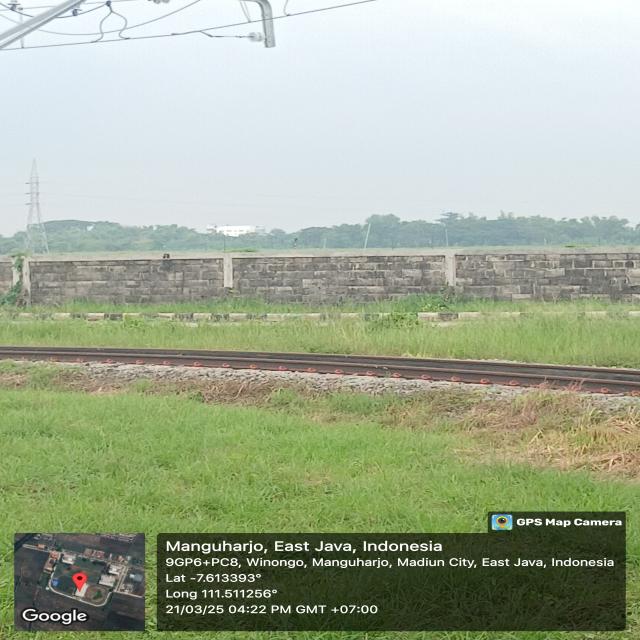 GPS Map Camera
Manguharjo, East Java, Indonesia
9GP6+PC8, Winongo, Manguharjo, Madiun City, East Java, Indonesia
Lat -7.613393°
Long 111.511256°
21/03/25 04:22 PM GMT +07:00
Google